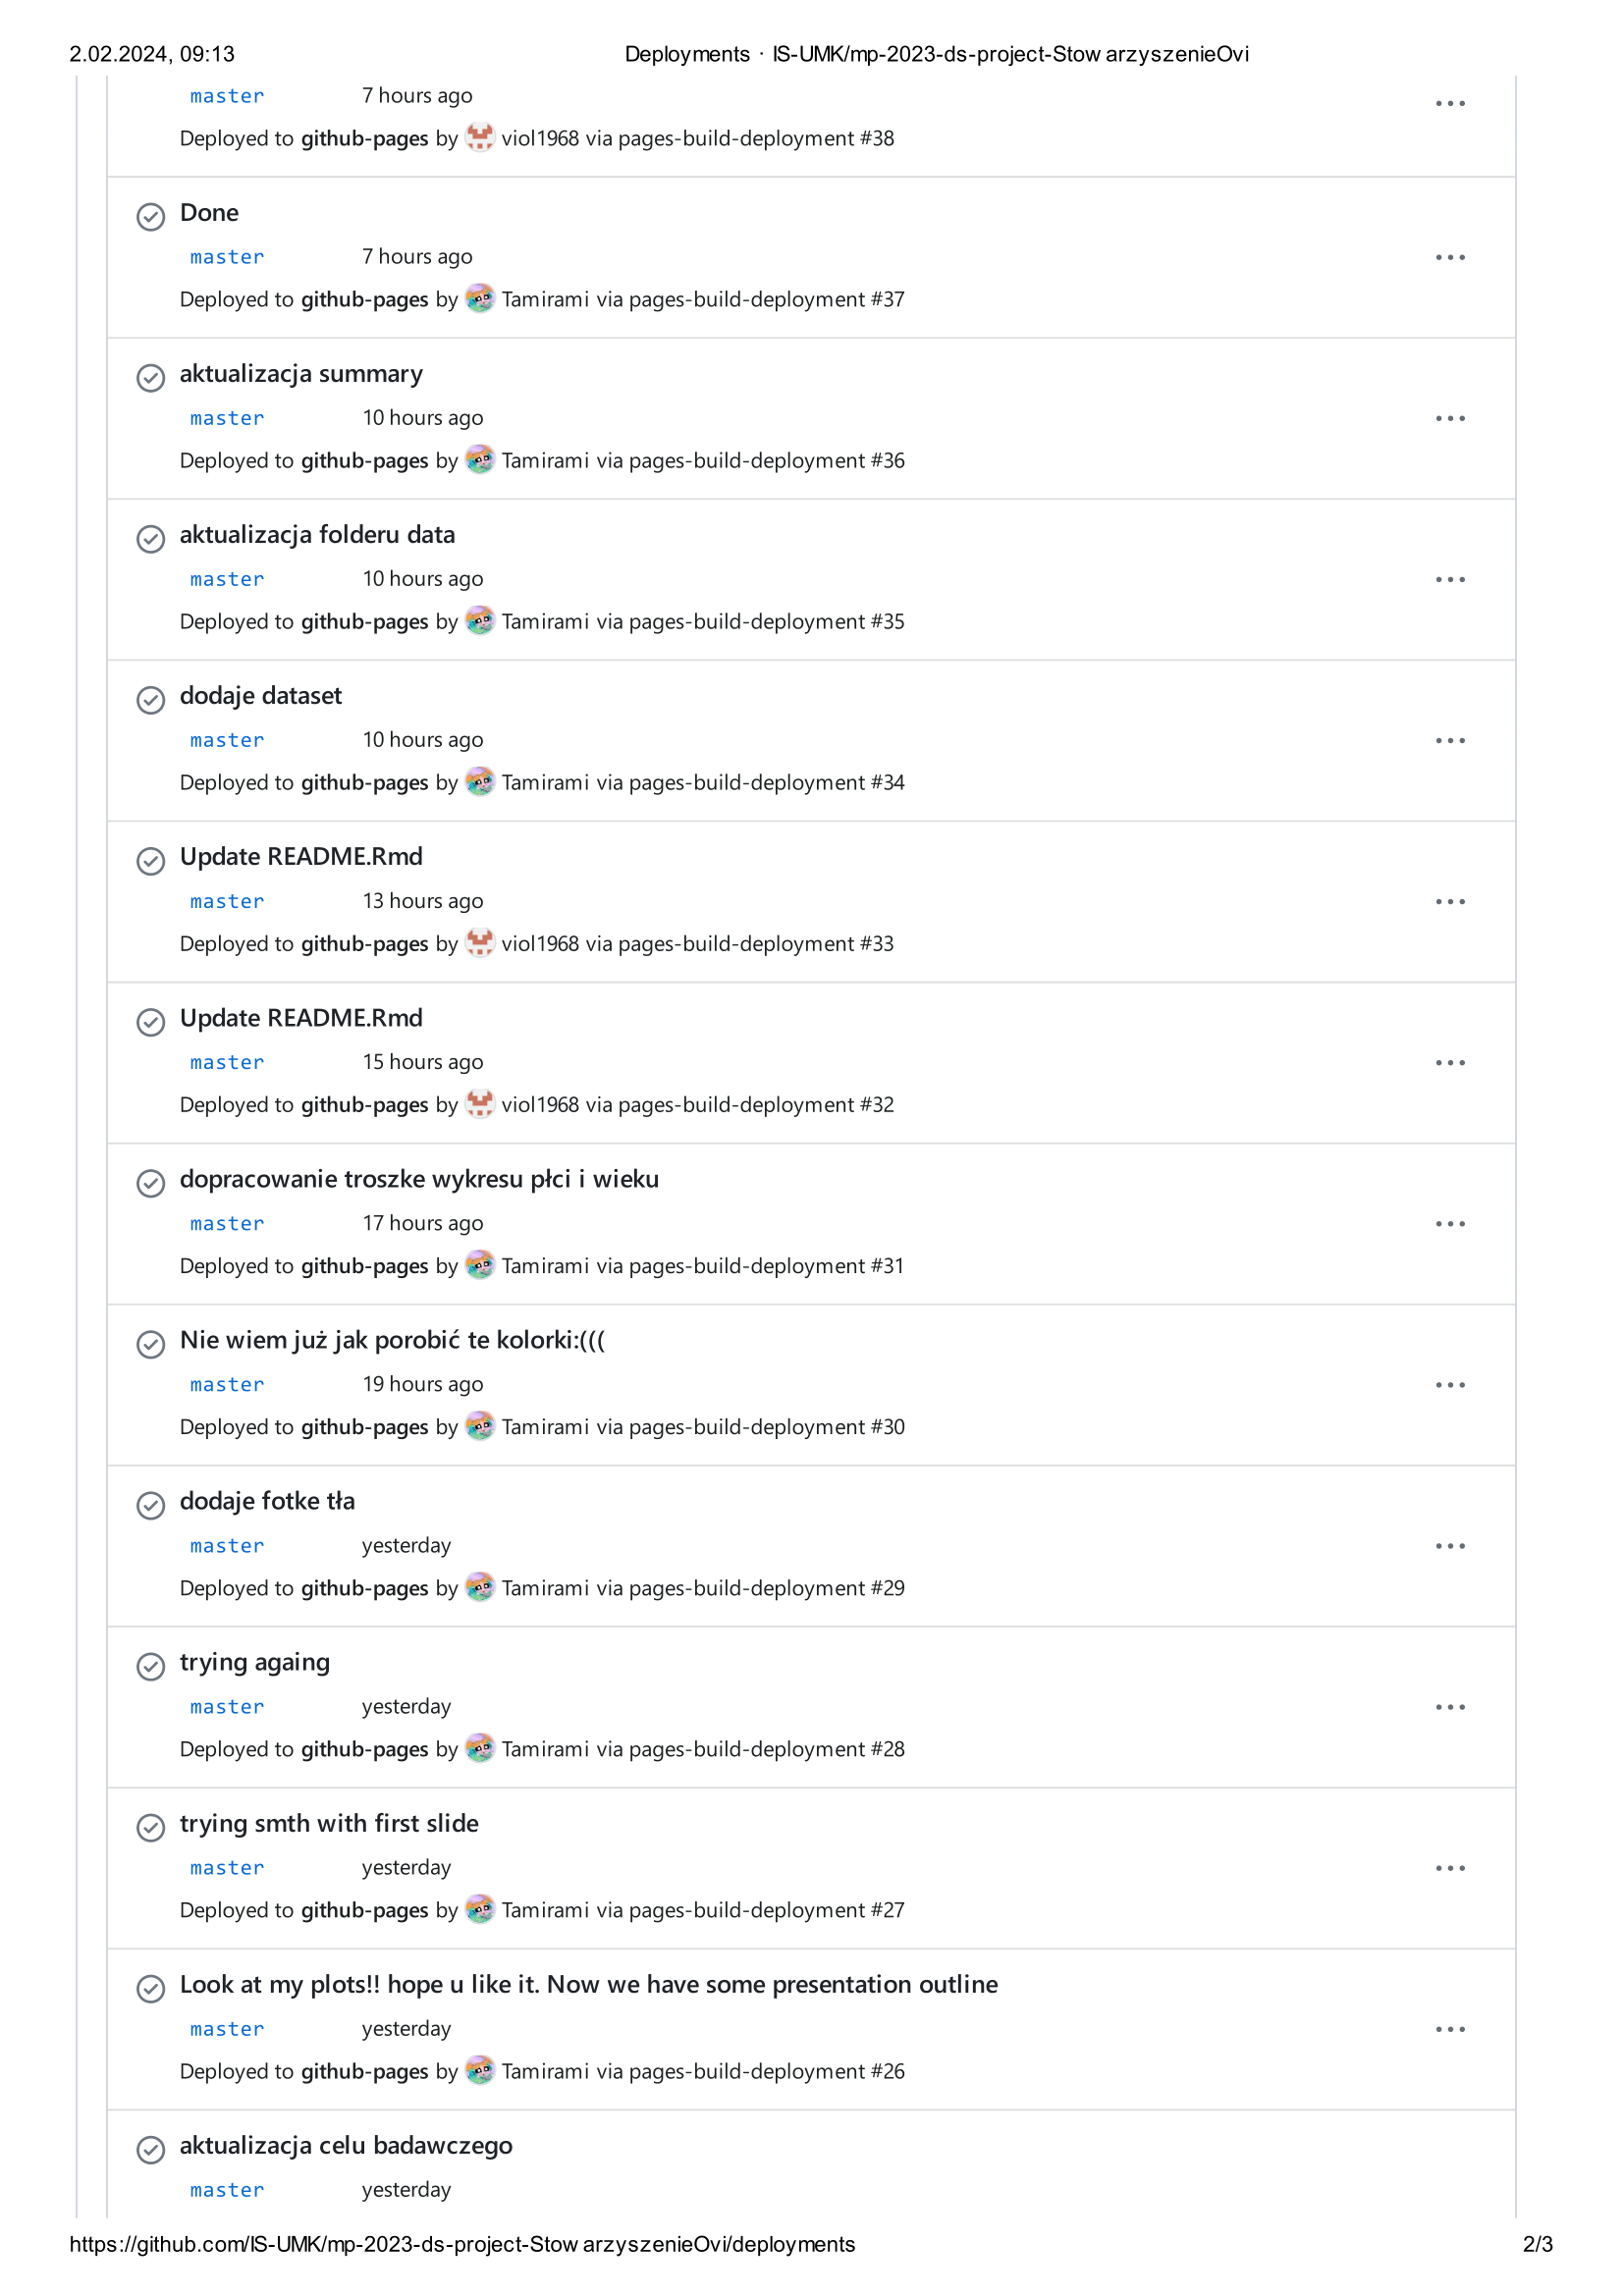 2.02.2024, 09:13 Deployments · IS-UMK/mp-2023-ds-project-Stow arzyszenieOvi
master 7 hours ago
Deployed to github-pages by viol1968 via pages-build-deployment #38
Done
master 7 hours ago
Deployed to github-pages by Tamirami via pages-build-deployment #37
aktualizacja summary
master 10 hours ago
Deployed to github-pages by Tamirami via pages-build-deployment #36
aktualizacja folderu data
master 10 hours ago
Deployed to github-pages by Tamirami via pages-build-deployment #35
dodaje dataset
master 10 hours ago
Deployed to github-pages by Tamirami via pages-build-deployment #34
Update README.Rmd
master 13 hours ago
Deployed to github-pages by viol1968 via pages-build-deployment #33
Update README.Rmd
master 15 hours ago
Deployed to github-pages by viol1968 via pages-build-deployment #32
dopracowanie troszke wykresu płci i wieku
master 17 hours ago
Deployed to github-pages by Tamirami via pages-build-deployment #31
Nie wiem już jak porobić te kolorki:(((
master 19 hours ago
Deployed to github-pages by Tamirami via pages-build-deployment #30
dodaje fotke tła
master yesterday
Deployed to github-pages by Tamirami via pages-build-deployment #29
trying againg
master yesterday
Deployed to github-pages by Tamirami via pages-build-deployment #28
trying smth with first slide
master yesterday
Deployed to github-pages by Tamirami via pages-build-deployment #27
Look at my plots!! hope u like it. Now we have some presentation outline
master yesterday
Deployed to github-pages by Tamirami via pages-build-deployment #26
aktualizacja celu badawczego
master yesterday
https://github.com/IS-UMK/mp-2023-ds-project-Stow arzyszenieOvi/deployments 2/3